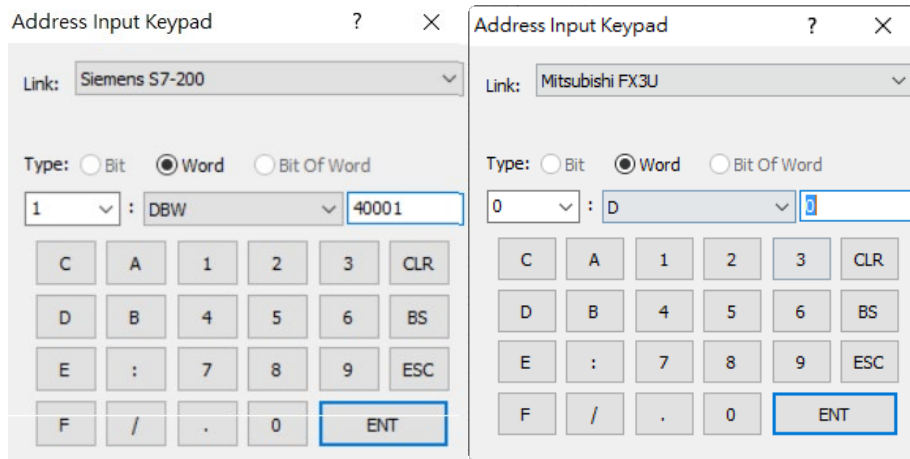 Address Input Keypad ? ×
Link: Siemens S7-200
Type: Bit Word Bit Of Word
1 : DBW 40001
C A 1 2 3 CLR
D B 4 5 6 BS
E : 7 8 9 ESC
F / . 0 ENT
Address Input Keypad ? ×
Link: Mitsubishi FX3U
Type: Bit Word Bit Of Word
0 : D 0
C A 1 2 3 CLR
D B 4 5 6 BS
E : 7 8 9 ESC
F / . 0 ENT